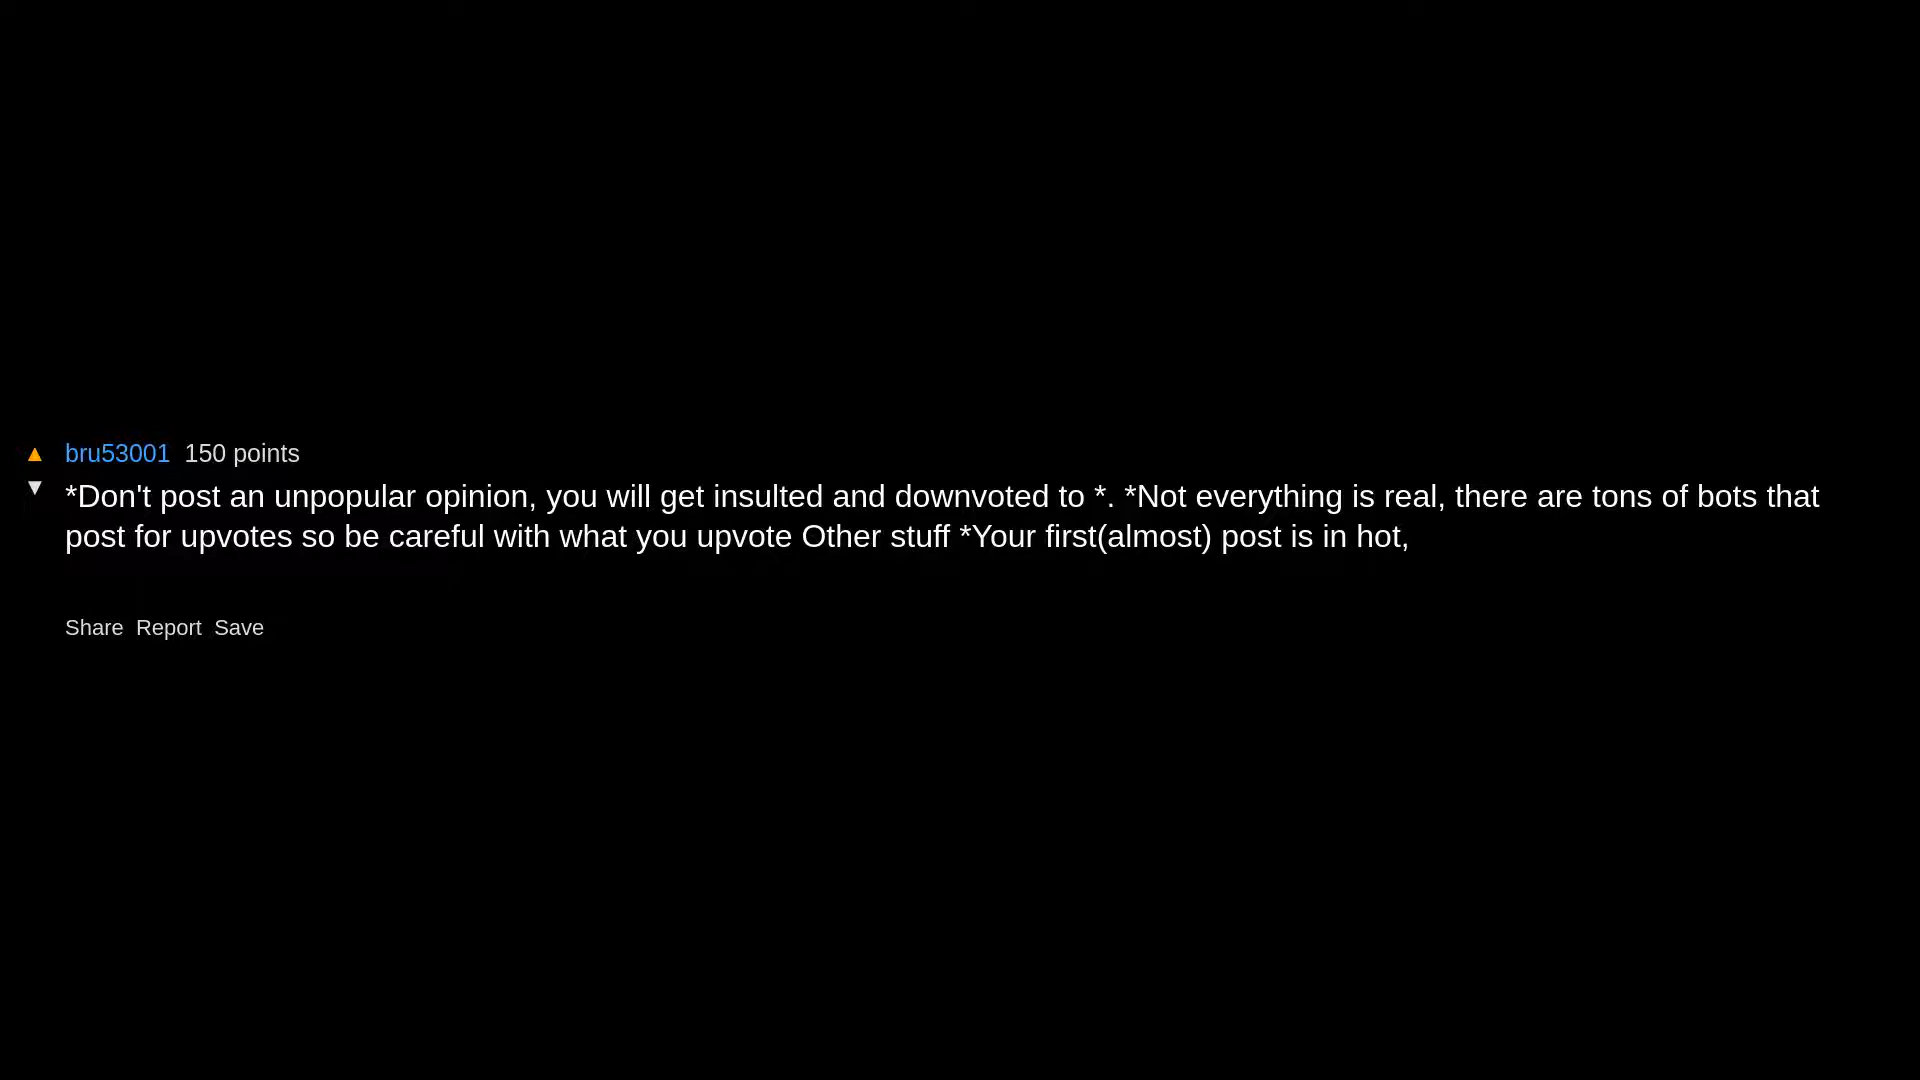 bru53001 150 points
*Don't post an unpopular opinion, you will get insulted and downvoted to *. *Not everything is real, there are tons of bots that
post for upvotes so be careful with what you upvote Other stuff *Your first(almost) post is in hot,
Share Report Save